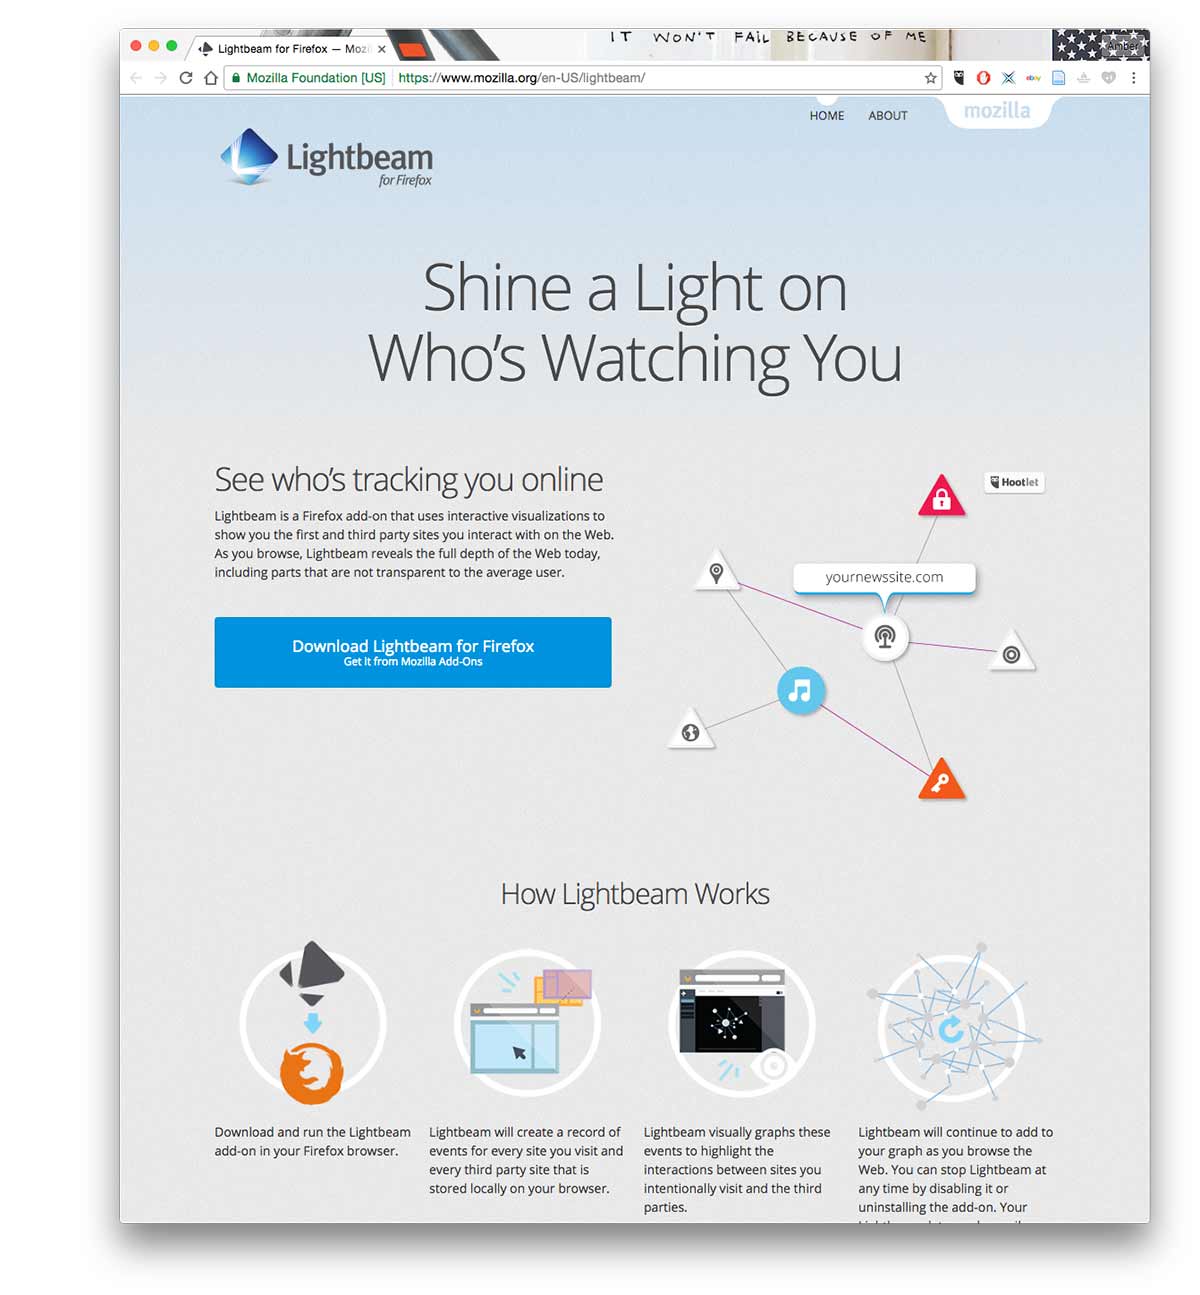 IT WON'T FAIL BECAUSE OF ME
Lightbeam for Firefox — Mozi
Amber
Mozilla Foundation [US] https://www.mozilla.org/en-US/lightbeam/
ebay
HOME ABOUT mozilla
Lightbeam
for Firefox
Shine a Light on
Who's Watching You
See who's tracking you online
Lightbeam is a Firefox add-on that uses interactive visualizations to
show you the first and third party sites you interact with on the Web.
As you browse, Lightbeam reveals the full depth of the Web today,
including parts that are not transparent to the average user.
Download Lightbeam for Firefox
Get It from Mozilla Add-Ons
Hootlet
yournewssite.com
How Lightbeam Works
Download and run the Lightbeam
add-on in your Firefox browser.
Lightbeam will create a record of
events for every site you visit and
every third party site that is
stored locally on your browser.
Lightbeam visually graphs these
events to highlight the
interactions between sites you
intentionally visit and the third
parties.
Lightbeam will continue to add to
your graph as you browse the
Web. You can stop Lightbeam at
any time by disabling it or
uninstalling the add-on. Your